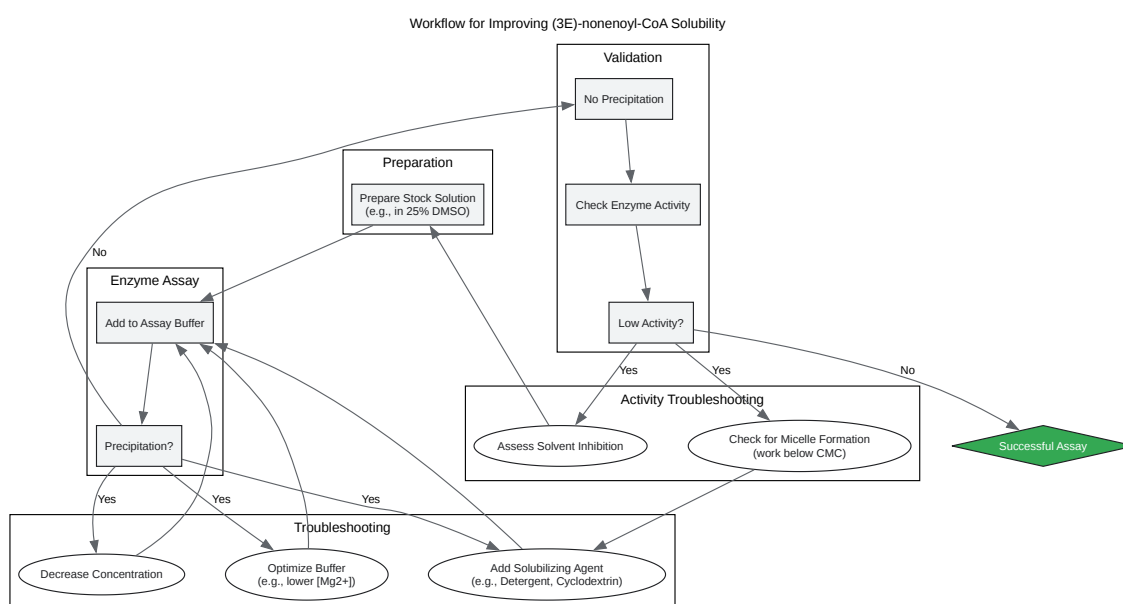 Workflow for Improving (3E)-nonenoyl-CoA Solubility
Validation
No Precipitation
Preparation
Prepare Stock Solution
(e.g., in 25% DMSO)
Check Enzyme Activity
No
Enzyme Assay
Add to Assay Buffer
Low Activity?
Yes
Yes
No
Activity Troubleshooting
Precipitation?
Assess Solvent Inhibition
Check for Micelle Formation
(work below CMC)
Successful Assay
Yes
Yes
Yes
Troubleshooting
Decrease Concentration
Optimize Buffer
(e.g., lower [Mg2+])
Add Solubilizing Agent
(e.g., Detergent, Cyclodextrin)